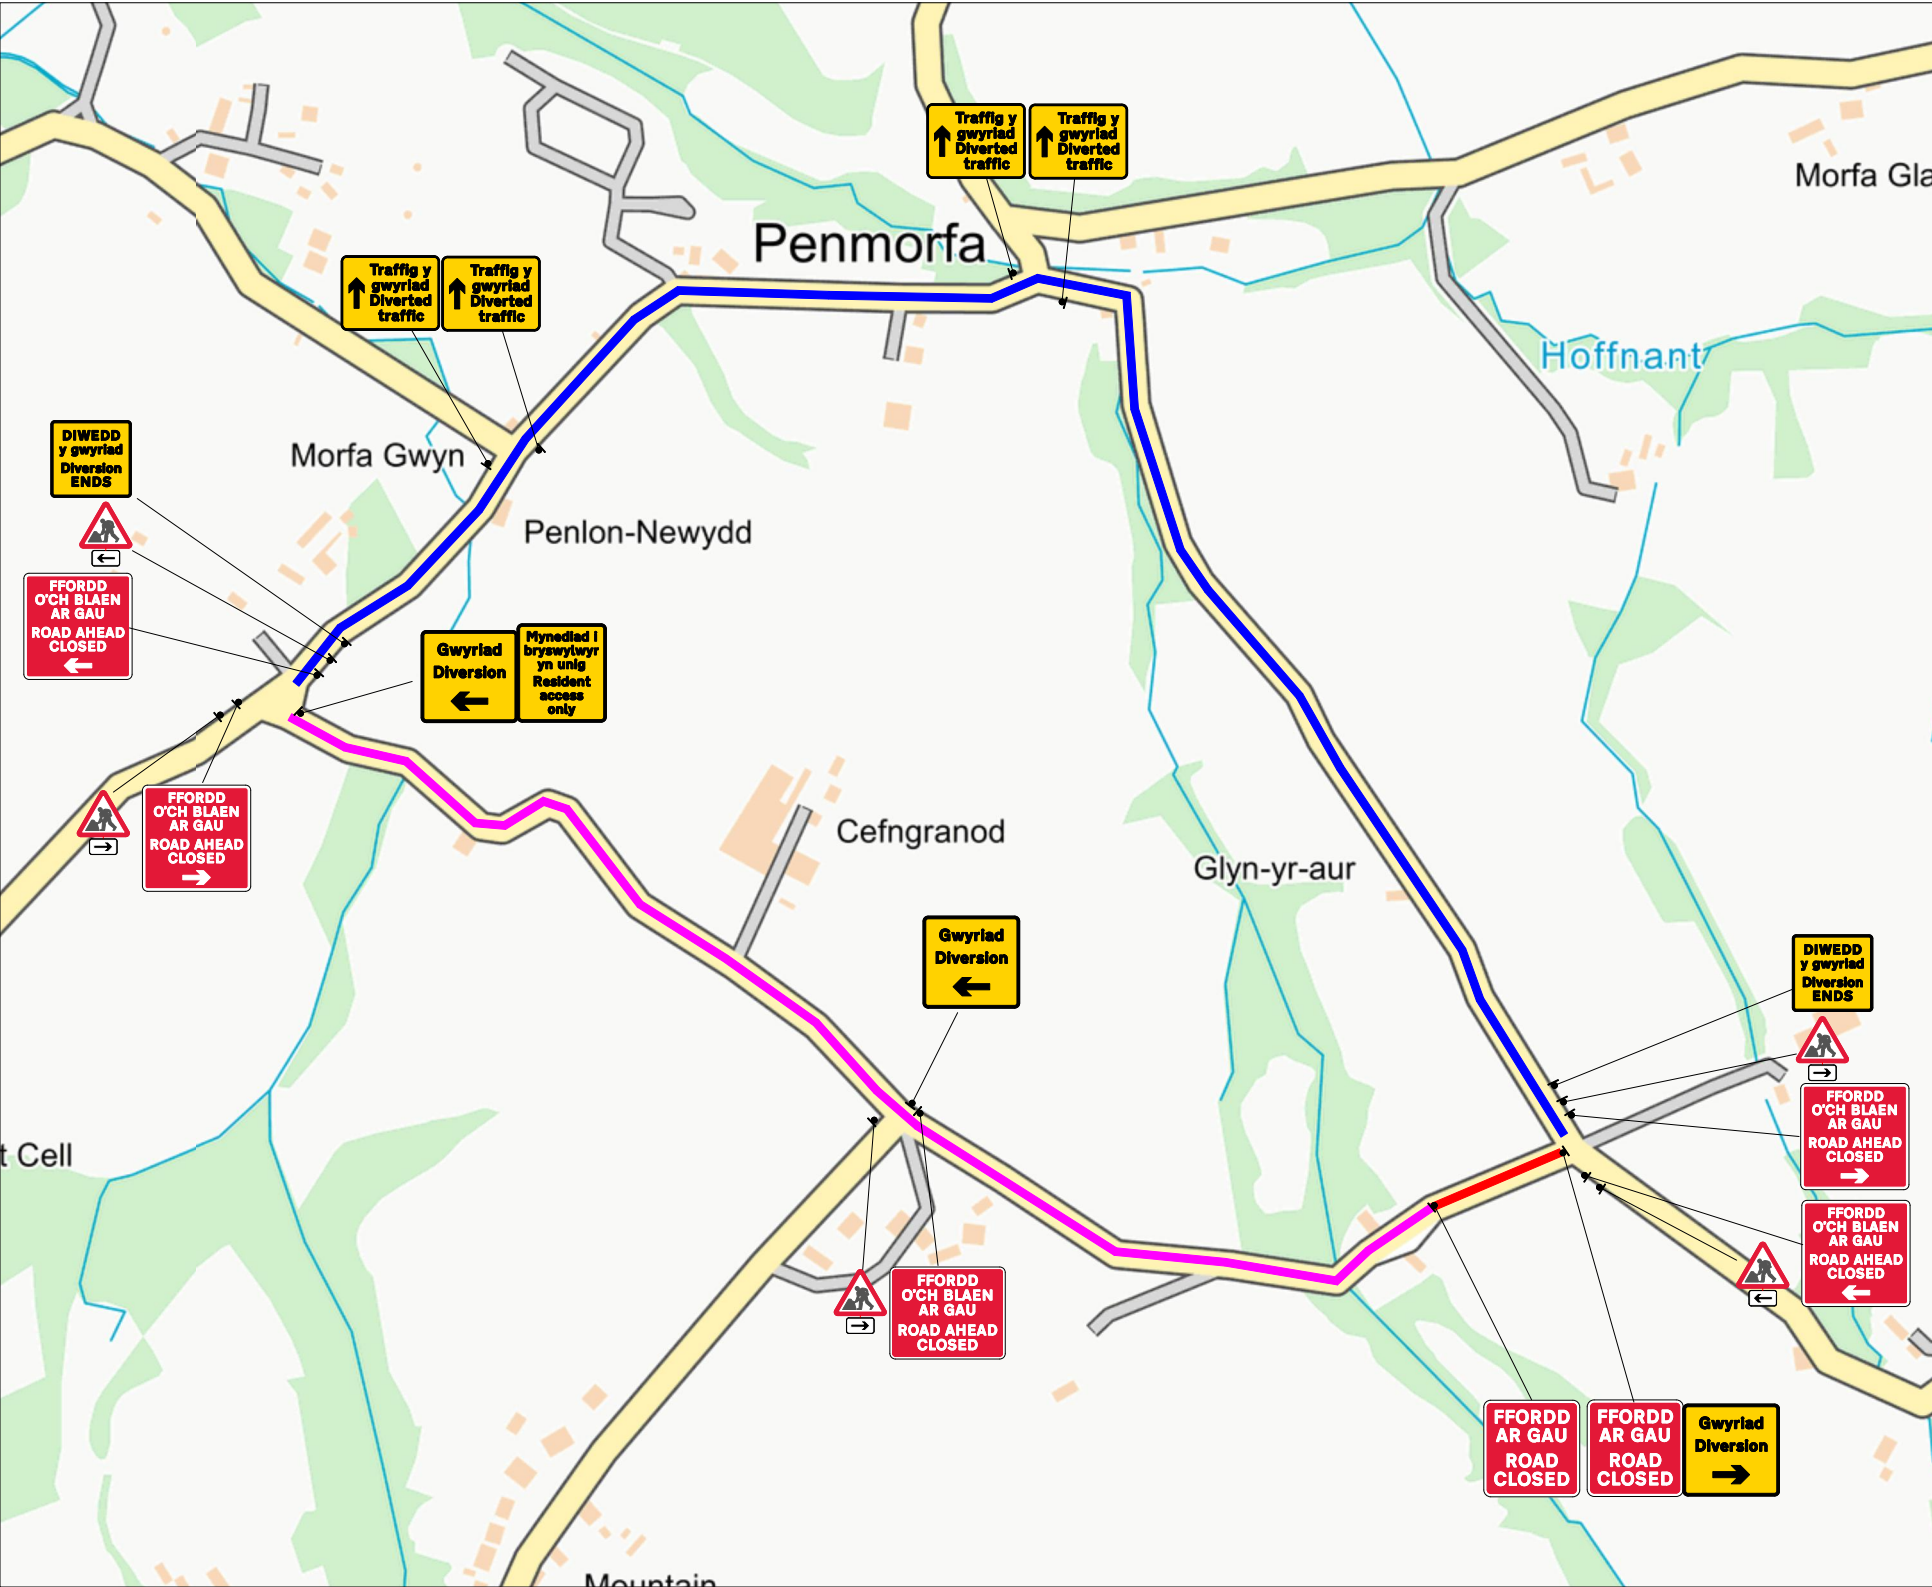 Traffig y
gwyriad
Diverted
traffic
Traffig y
gwyriad
Diverted
traffic
Morfa Gla
Penmorfa
Traffig y
gwyriad
Diverted
traffic
Traffig y
gwyriad
Diverted
traffic
Hoffnant
DIWEDD
y gwyriad
Diversion
ENDS
Morfa Gwyn
Penlon-Newydd
FFORDD
O'CH BLAEN
AR GAU
ROAD AHEAD
CLOSED
Gwyriad
Diversion
Mynediad i
bryswylwyr
yn unig
Resident
access
only
FFORDD
O'CH BLAEN
AR GAU
ROAD AHEAD
CLOSED
Cefngranod
Glyn-yr-aur
Gwyriad
Diversion
DIWEDD
y gwyriad
Diversion
ENDS
FFORDD
O'CH BLAEN
AR GAU
ROAD AHEAD
CLOSED
t Cell
FFORDD
O'CH BLAEN
AR GAU
ROAD AHEAD
CLOSED
FFORDD
O'CH BLAEN
AR GAU
ROAD AHEAD
CLOSED
FFORDD
AR GAU
ROAD
CLOSED
FFORDD
AR GAU
ROAD
CLOSED
Gwyriad
Diversion
Mountain